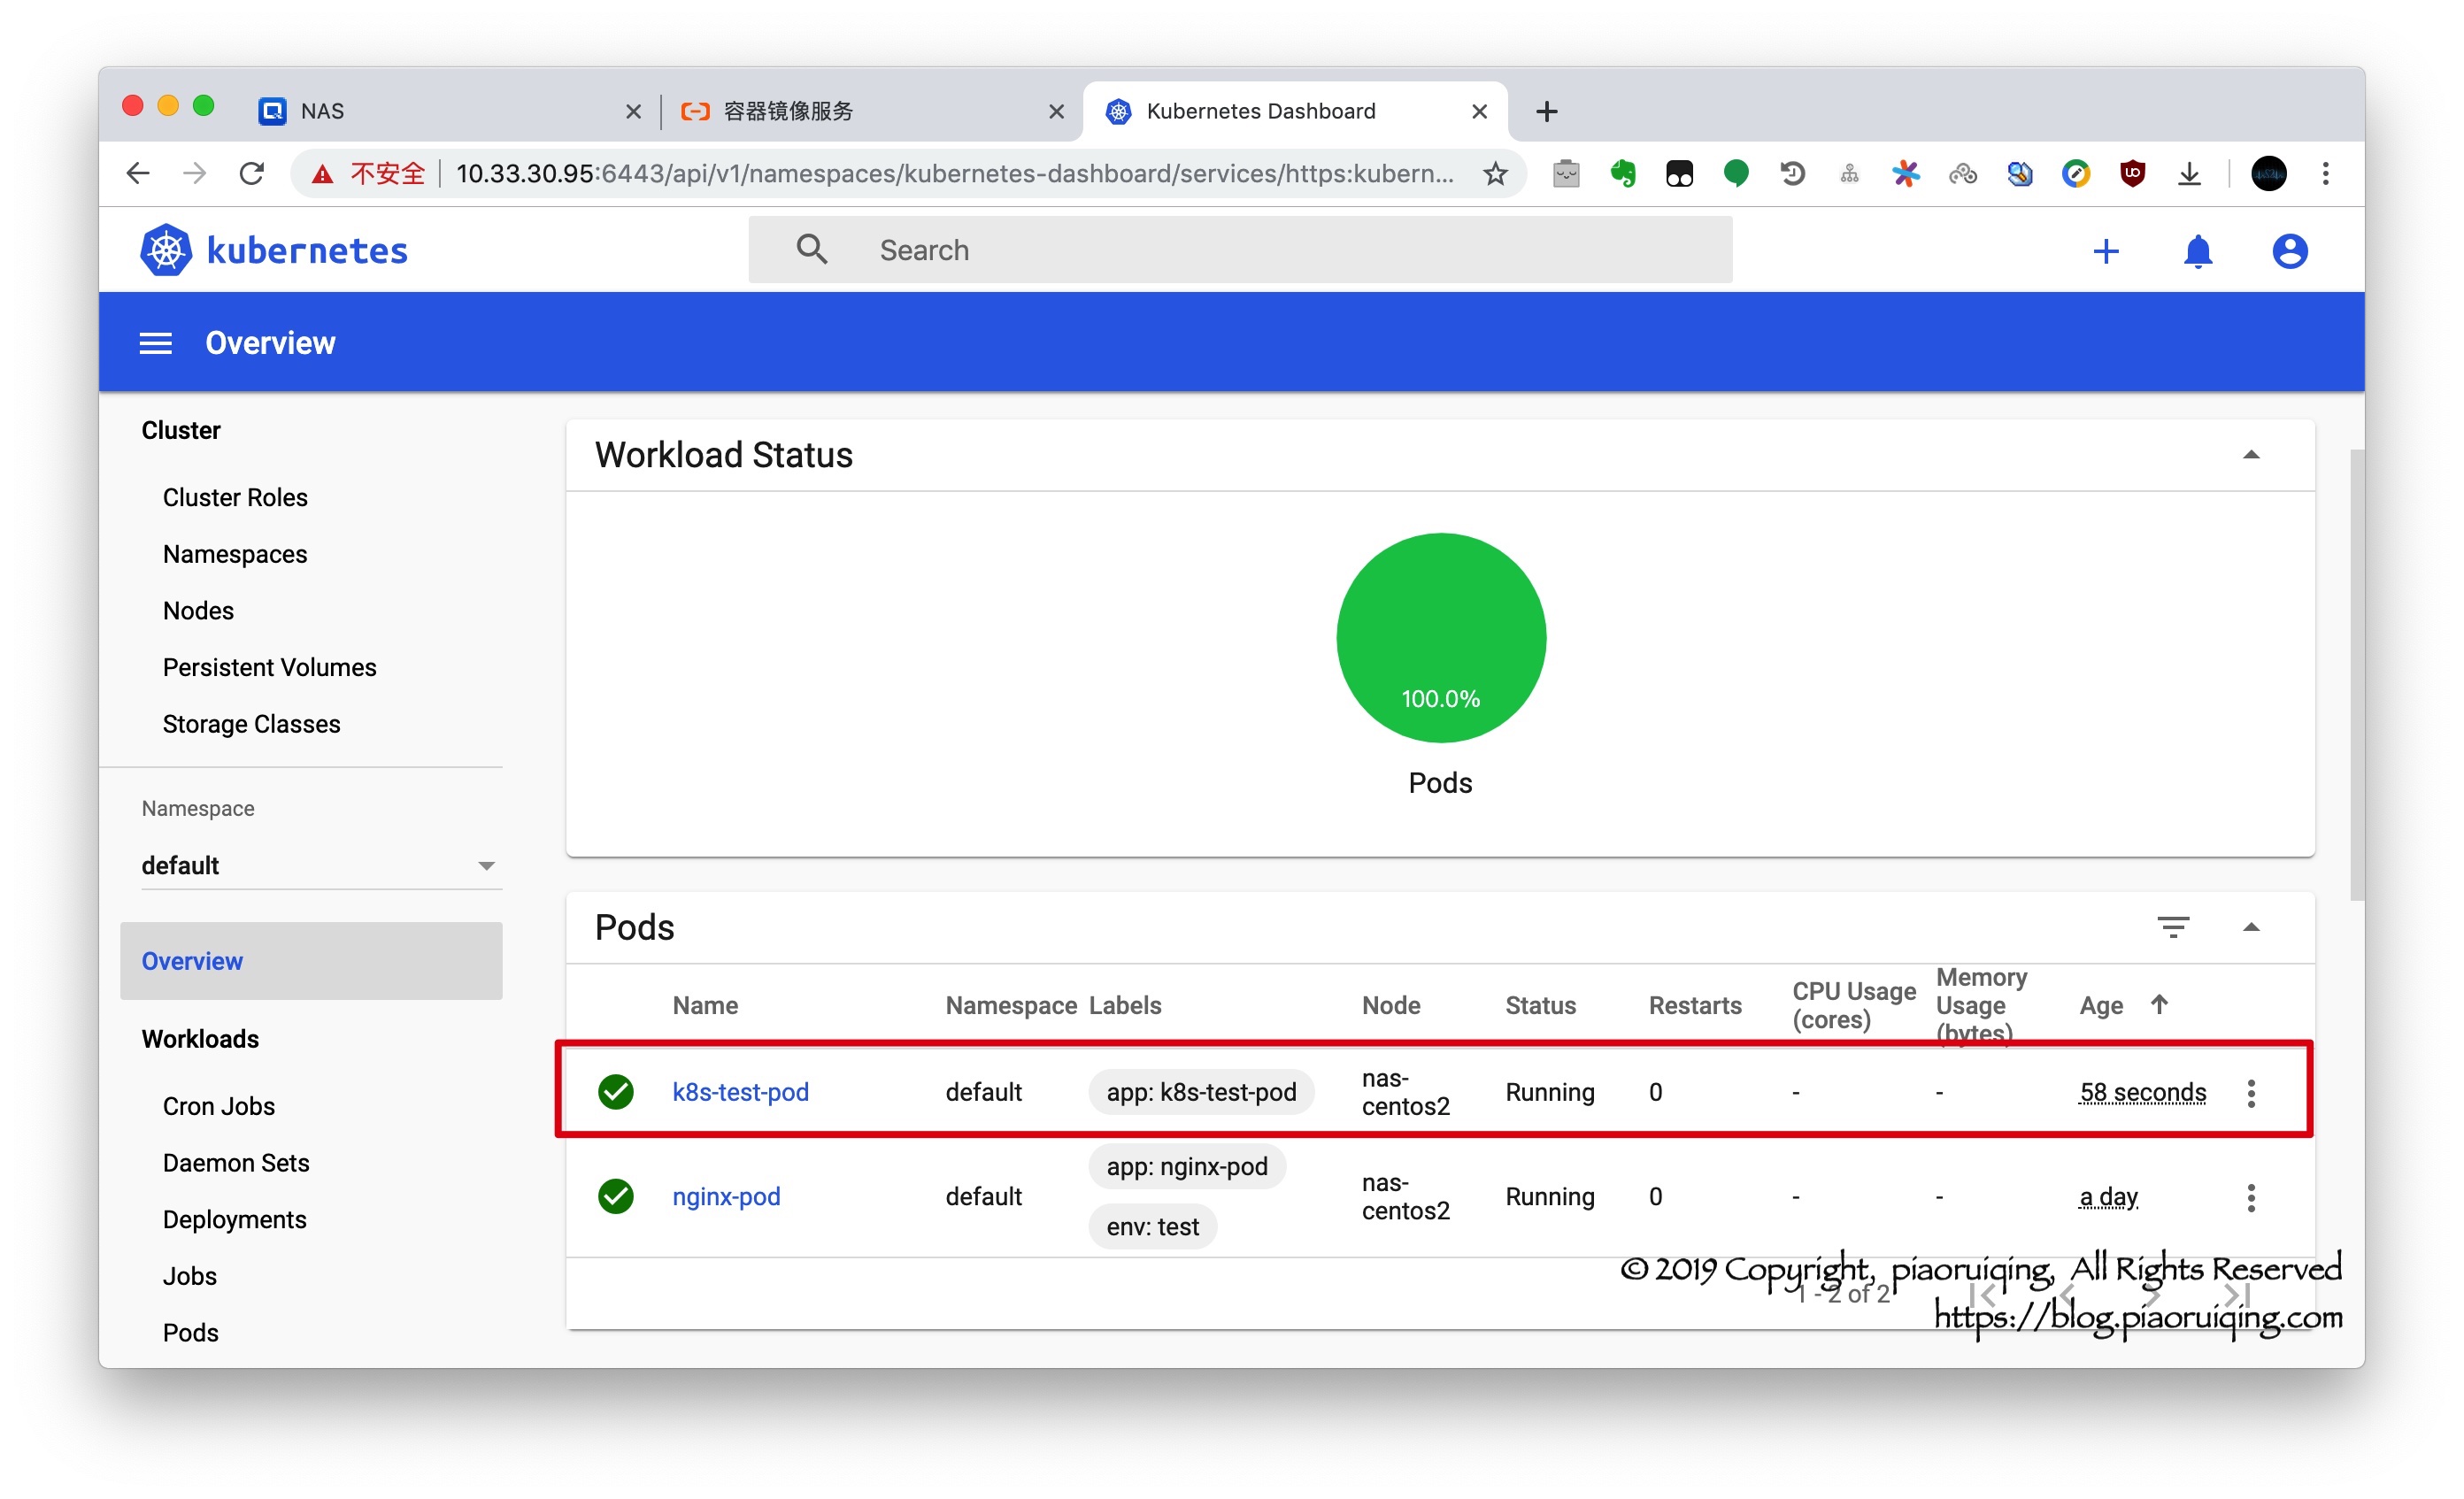 NAS
容器镜像服务
Kubernetes Dashboard
不安全
10.33.30.95:6443/api/v1/namespaces/kubernetes-dashboard/services/https:kubern...
kubernetes
Search
Overview
Cluster
Cluster Roles
Namespaces
Nodes
Persistent Volumes
Storage Classes
Namespace
default
Overview
Workloads
Cron Jobs
Daemon Sets
Deployments
Jobs
Pods
Workload Status
100.0%
Pods
Pods
Name Namespace Labels Node Status Restarts CPU Usage (cores) Memory Usage (bytes) Age
k8s-test-pod default app: k8s-test-pod nas-centos2 Running 0 - - 58 seconds
nginx-pod default app: nginx-pod env: test nas-centos2 Running 0 - - a day
1 - 2 of 2
© 2019 Copyright, piaoruiqing, All Rights Reserved
https://blog.piaoruiqing.com